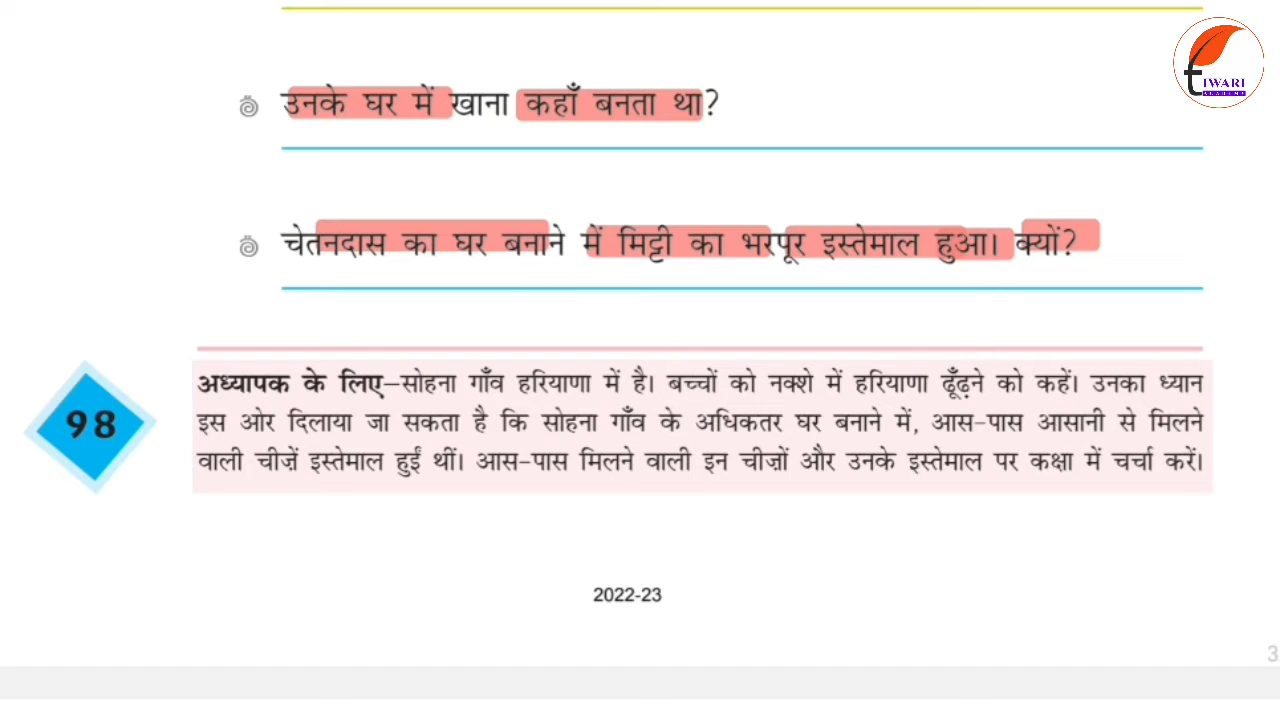 उनके घर में खाना कहाँ बनता था?
चेतनदास का घर बनाने में मिट्टी का भरपूर इस्तेमाल हुआ। क्यों?
अध्यापक के लिए–सोहना गाँव हरियाणा में है। बच्चों को नक्शे में हरियाणा ढूँढ़ने को कहें। उनका ध्यान
इस ओर दिलाया जा सकता है कि सोहना गाँव के अधिकतर घर बनाने में, आस-पास आसानी से मिलने
वाली चीज़ें इस्तेमाल हुईं थीं। आस-पास मिलने वाली इन चीज़ों और उनके इस्तेमाल पर कक्षा में चर्चा करें।
98
2022-23
3
TIWARI
ACADEMY